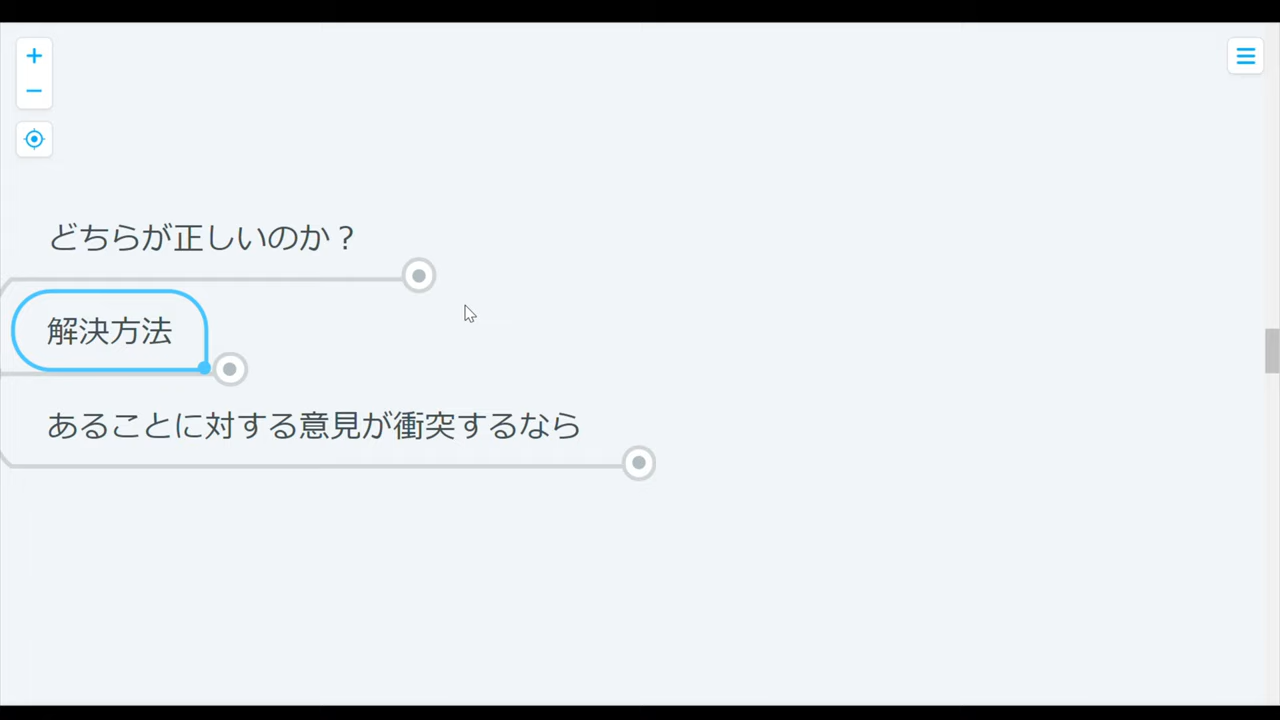 どちらが正しいのか？
解決方法
あることに対する意見が衝突するなら